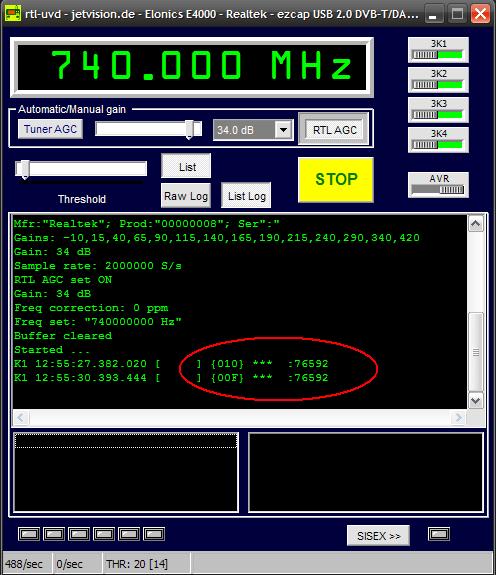 rtl-uvd - jetvision.de - Elonics E4000 - Realtek - ezcap USB 2.0 DVB-T/DA...
740.000 MHz
3K1
3K2
3K3
3K4
Automatic/Manual gain
Tuner AGC
34.0 dB
RTL AGC
List
STOP
AVR
Threshold
Raw Log
List Log
Mfr:"Realtek"; Prod:"00000008"; Ser":"
Gains: -10,15,40,65,90,115,140,165,190,215,240,290,340,420
Gain: 34 dB
Sample rate: 2000000 S/s
RTL AGC set ON
Gain: 34 dB
Freq correction: 0 ppm
Freq set: "740000000 Hz"
Buffer cleared
Started ...
K1 12:55:27.382.020 [     ] {010} ***  :76592
K1 12:55:30.393.444 [     ] {00F} ***  :76592
SISEX >>
488/sec
0/sec
THR: 20 [14]